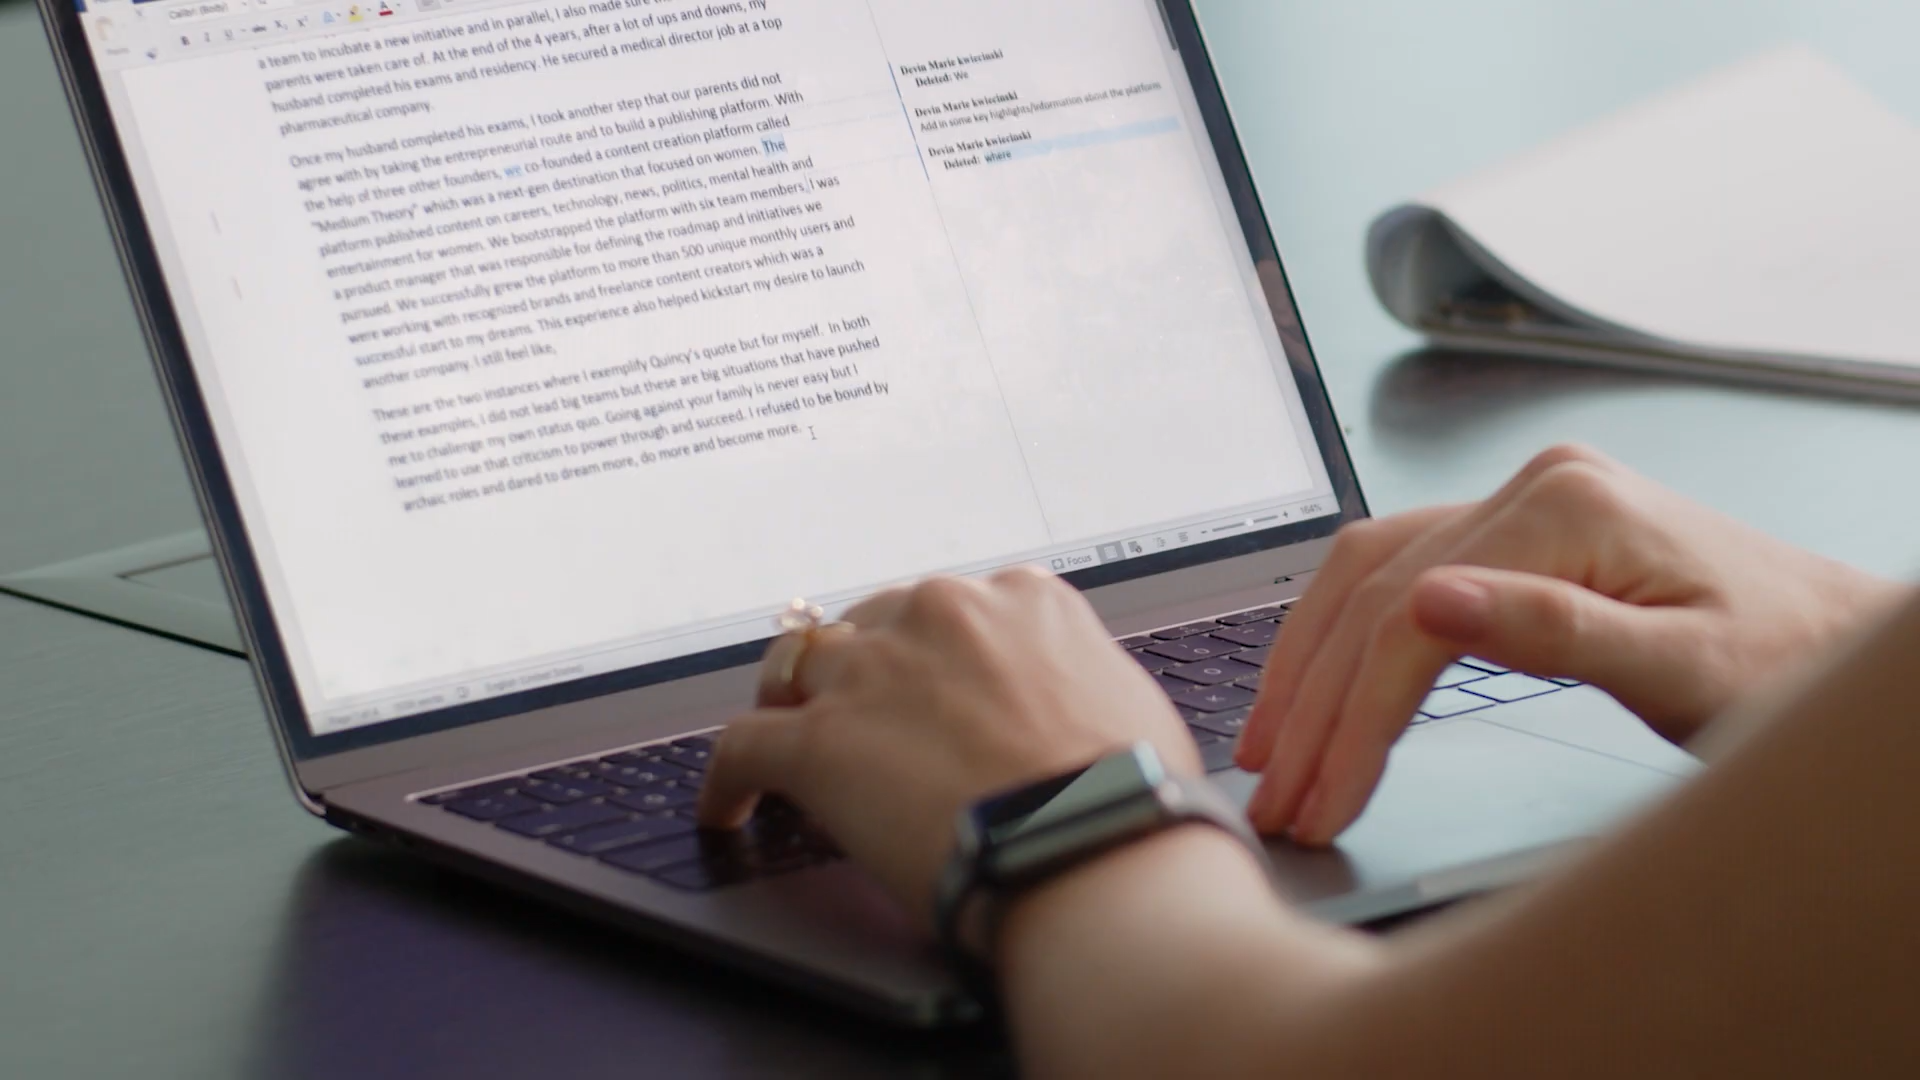 Calibri (Body)
a team to incubate a new initiative and in parallel, I also made sure
parents were taken care of. At the end of the 4 years, after a lot of ups and downs, my
husband completed his exams and residency. He secured a medical director job at a top
pharmaceutical company.
Once my husband completed his exams, I took another step that our parents did not
agree with by taking the entrepreneurial route and to build a publishing platform. With
the help of three other founders, we co-founded a content creation platform called
"Medium Theory" which was a next-gen destination that focused on women. The
platform published content on careers, technology, news, politics, mental health and
entertainment for women. We bootstrapped the platform with six team members, I was
a product manager that was responsible for defining the roadmap and initiatives we
pursued. We successfully grew the platform to more than 500 unique monthly users and
were working with recognized brands and freelance content creators which was a
successful start to my dreams. This experience also helped kickstart my desire to launch
another company. I still feel like,
These are the two instances where I exemplify Quincy's quote but for myself. In both
these examples, I did not lead big teams but these are big situations that have pushed
me to challenge my own status quo. Going against your family is never easy but I
learned to use that criticism to power through and succeed. I refused to be bound by
archaic roles and dared to dream more, do more and become more.
Devin Marie kwiecinski
Deleted: We
Devin Marie kwiecinski
Add in some key highlights/information about the platform
Devin Marie kwiecinski
Deleted: where
English (United States)
Focus
164%